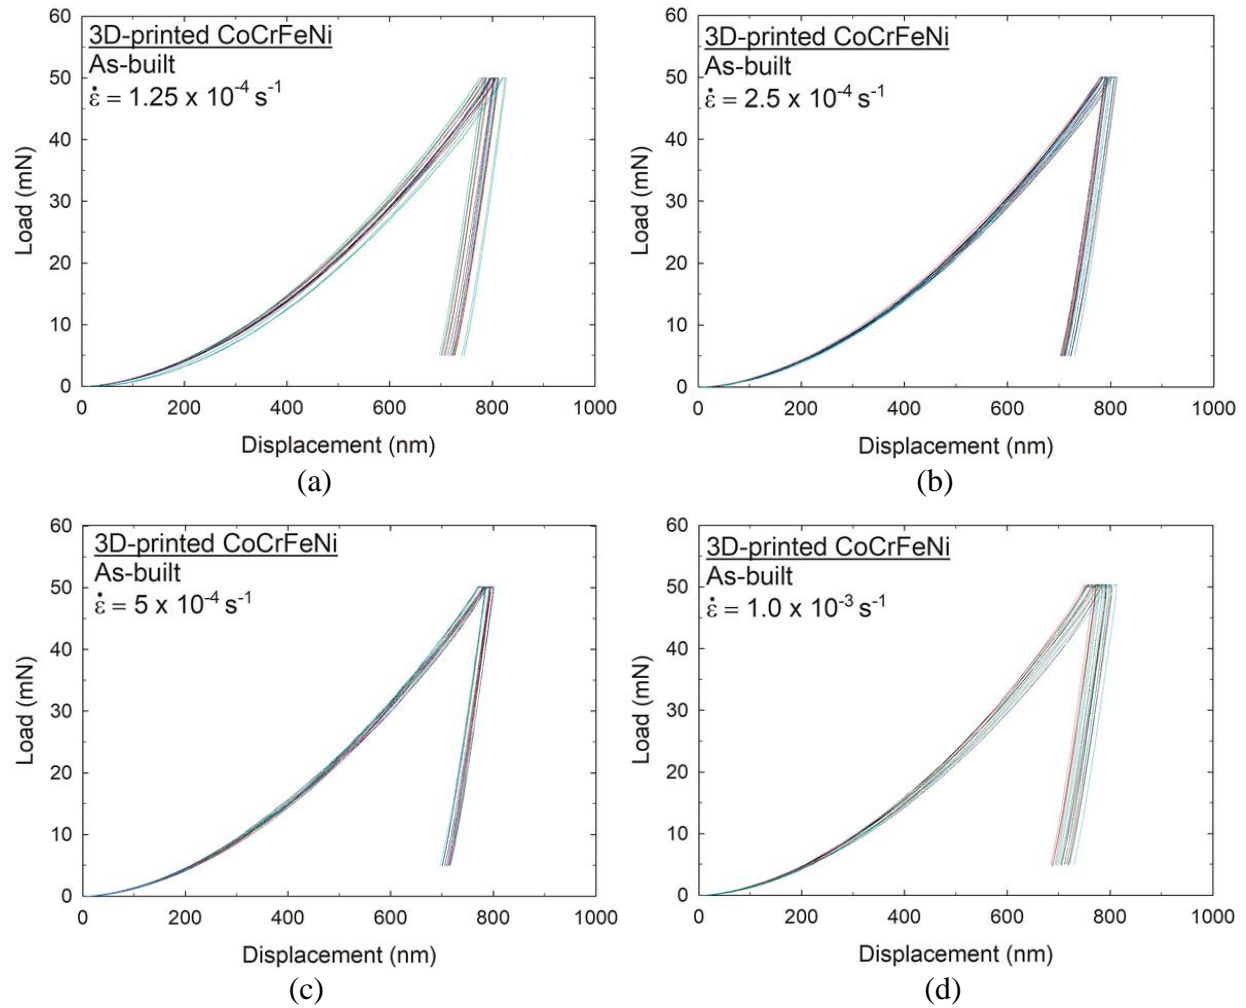 60
50
40
30
20
10
0
Load (mN)
3D-printed CoCrFeNi
As-built
ε̇ = 1.25 x 10⁻⁴ s⁻¹
0 200 400 600 800 1000
Displacement (nm)
(a)
60
50
40
30
20
10
0
Load (mN)
3D-printed CoCrFeNi
As-built
ε̇ = 2.5 x 10⁻⁴ s⁻¹
0 200 400 600 800 1000
Displacement (nm)
(b)
60
50
40
30
20
10
0
Load (mN)
3D-printed CoCrFeNi
As-built
ε̇ = 5 x 10⁻⁴ s⁻¹
0 200 400 600 800 1000
Displacement (nm)
(c)
60
50
40
30
20
10
0
Load (mN)
3D-printed CoCrFeNi
As-built
ε̇ = 1.0 x 10⁻³ s⁻¹
0 200 400 600 800 1000
Displacement (nm)
(d)